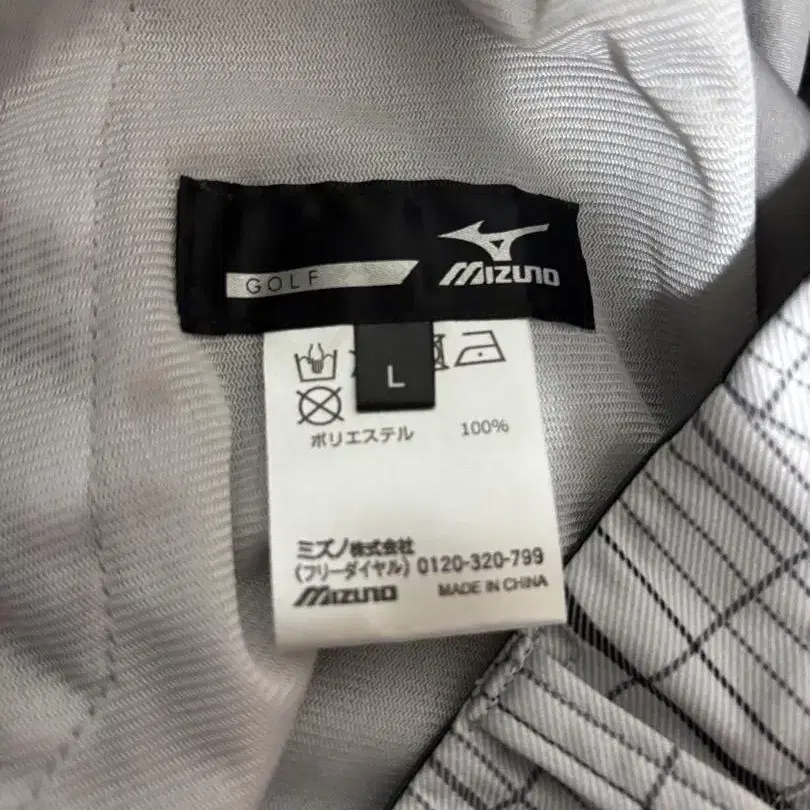 GOLF
MIZUNO
L
ポリエステル 100%
ミズノ株式会社
(フリーダイヤル) 0120-320-799
MIZUNO MADE IN CHINA